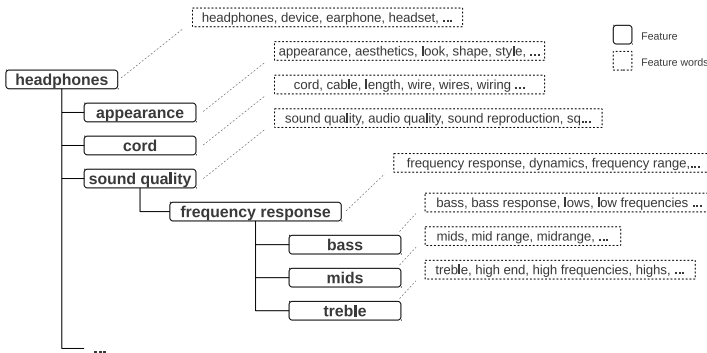 headphones, device, earphone, headset, ...
Feature
appearance, aesthetics, look, shape, style, ...
Feature words
headphones
cord, cable, length, wire, wires, wiring ...
appearance
sound quality, audio quality, sound reproduction, sq...
cord
frequency response, dynamics, frequency range,...
sound quality
bass, bass response, lows, low frequencies ...
frequency response
mids, mid range, midrange, ...
bass
treble, high end, high frequencies, highs, ...
mids
treble
...